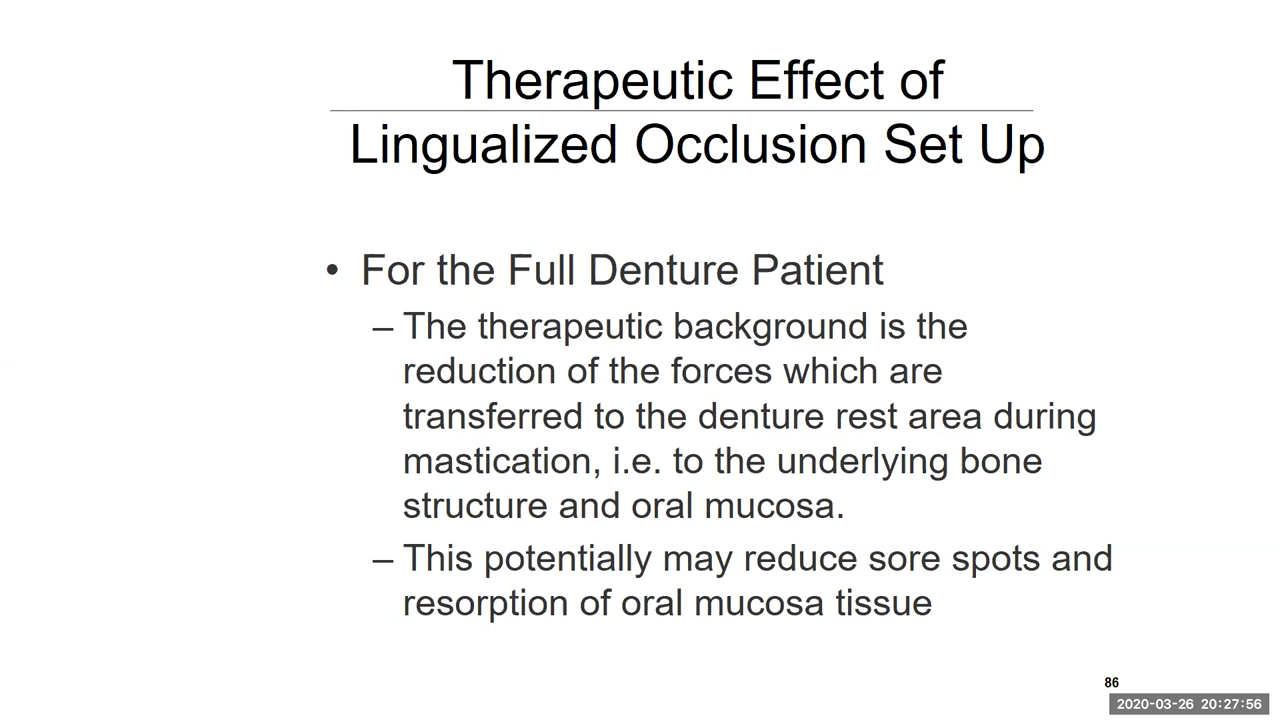 Therapeutic Effect of
Lingualized Occlusion Set Up
• For the Full Denture Patient
– The therapeutic background is the
reduction of the forces which are
transferred to the denture rest area during
mastication, i.e. to the underlying bone
structure and oral mucosa.
– This potentially may reduce sore spots and
resorption of oral mucosa tissue
86
2020-03-26 20:27:56